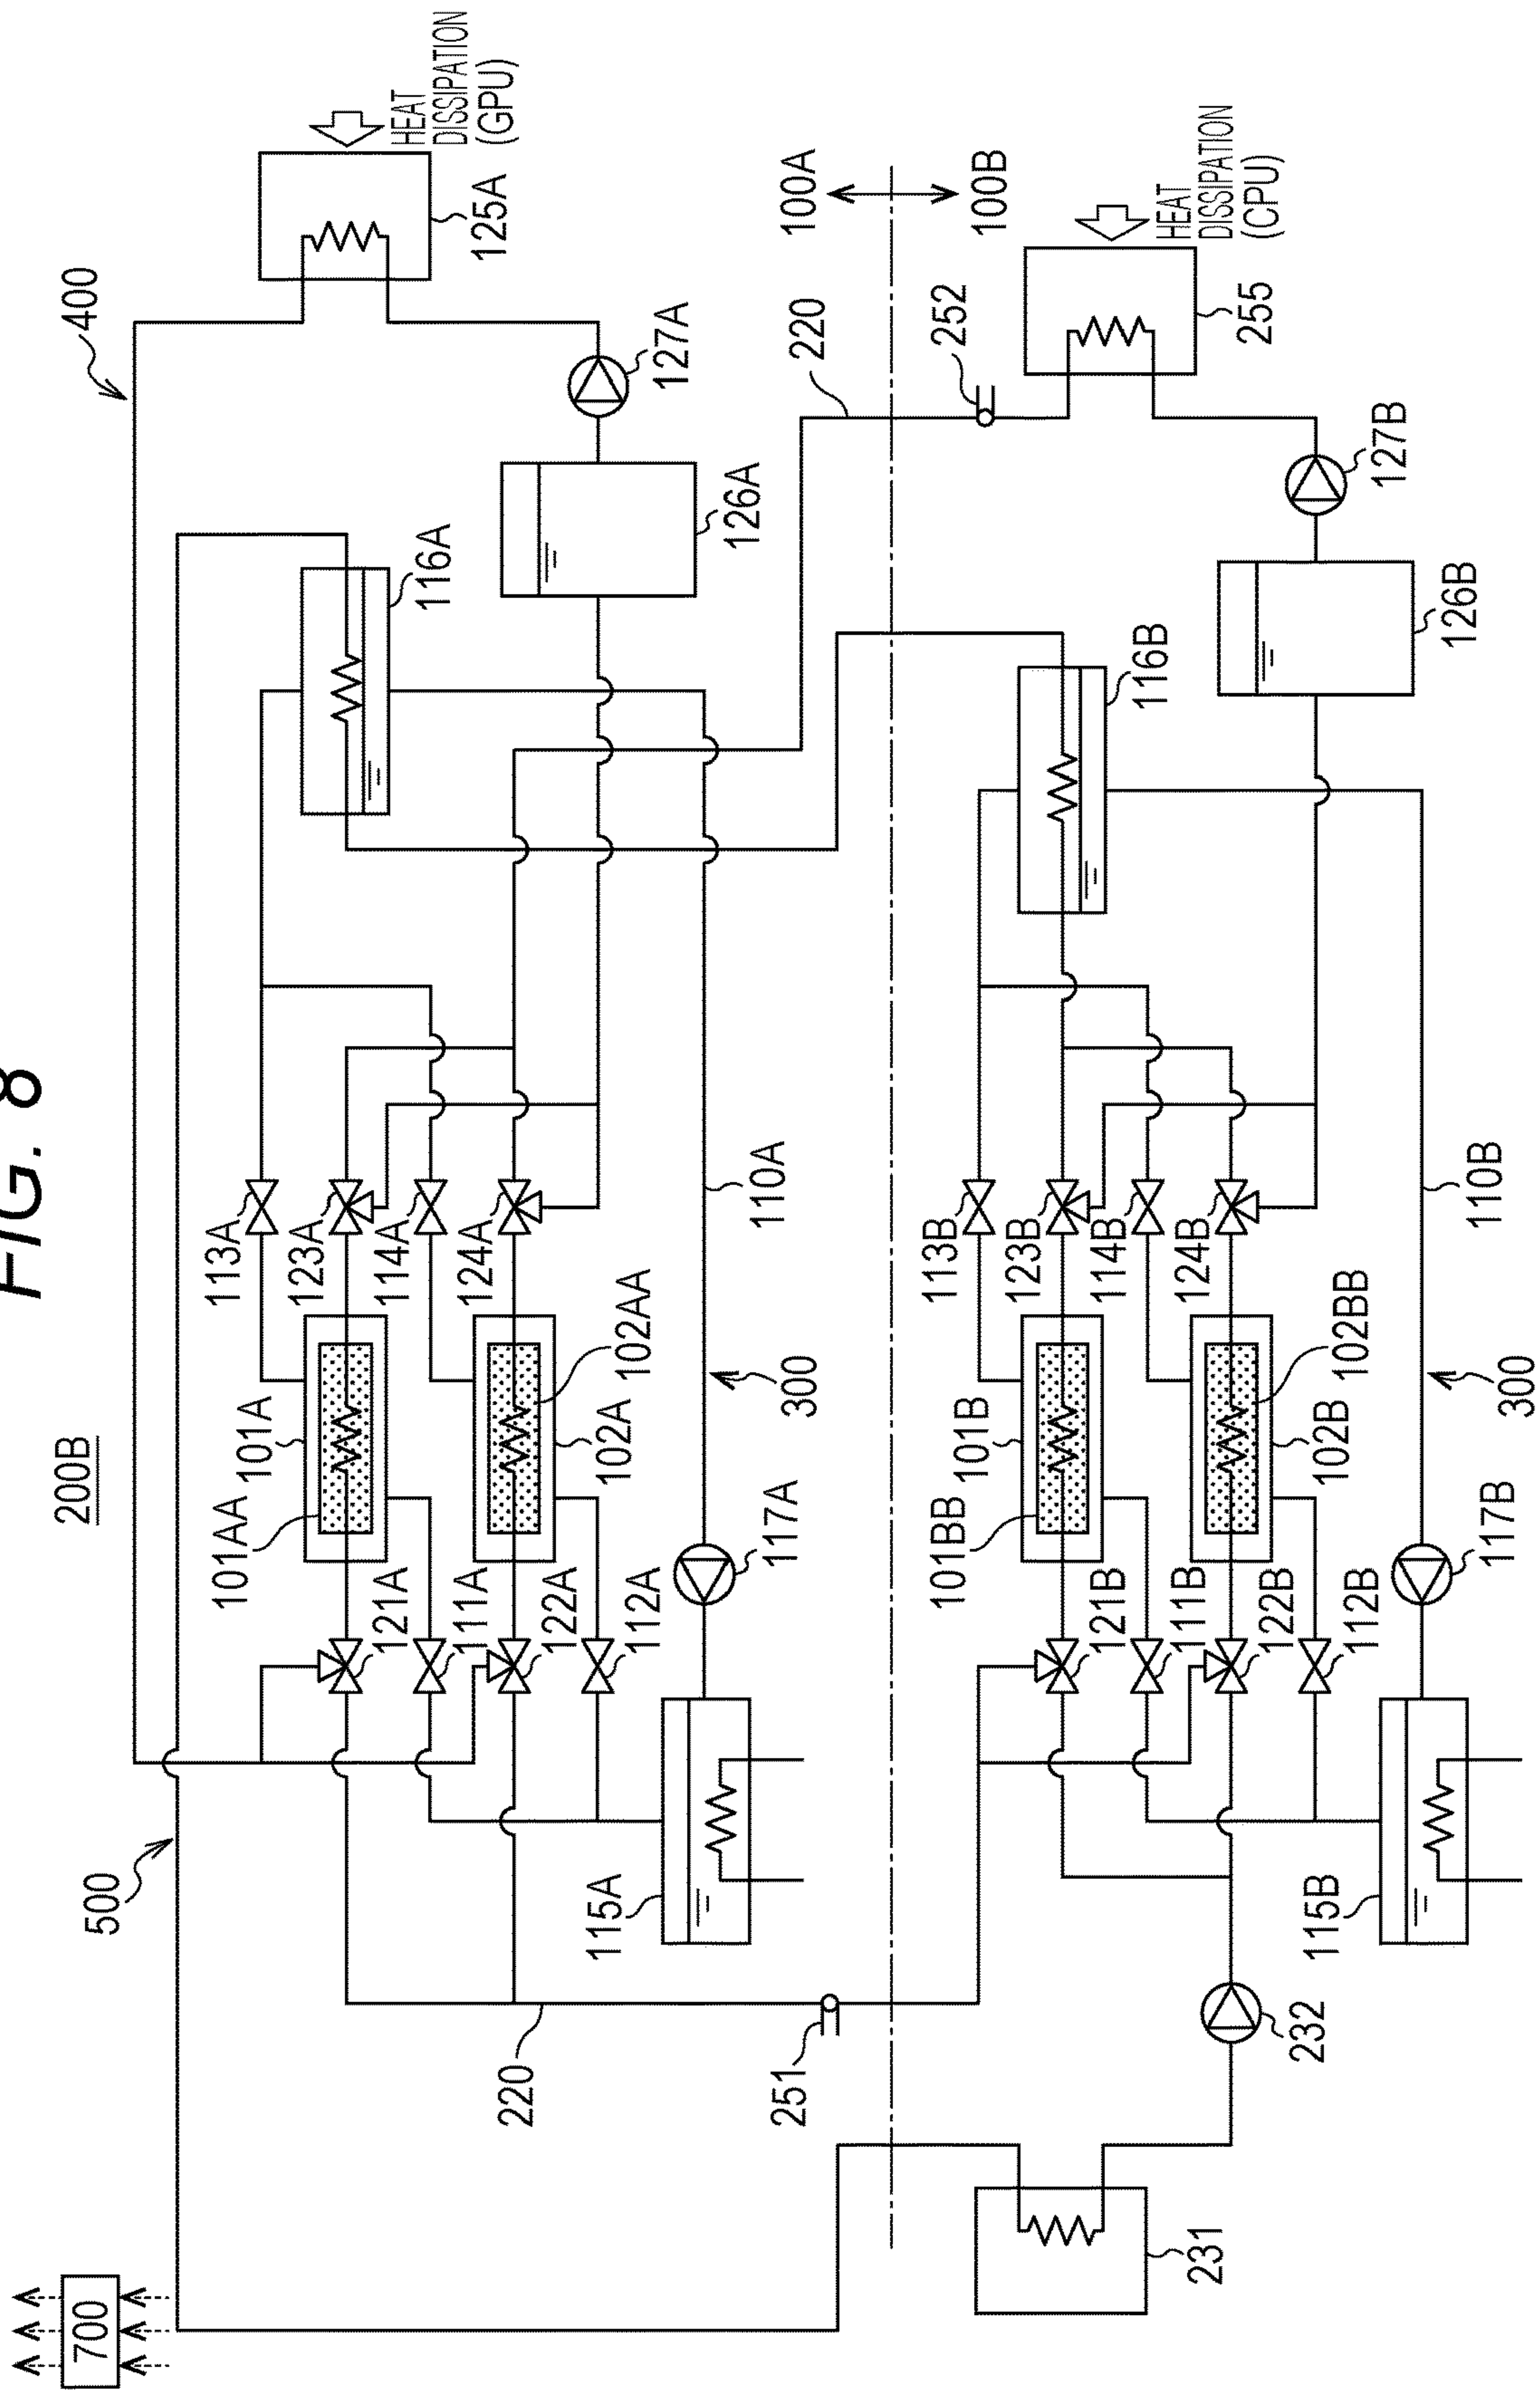 FIG. 8
200B
700
500
400
HEAT
DISSIPATION
(GPU)
125A
127A
126A
116A
113A
123A
114A
124A
101AA
101A
102AA
102A
121A
111A
122A
112A
110A
300
117A
115A
220
251
220
252
100A
100B
HEAT
DISSIPATION
(CPU)
255
127B
126B
116B
113B
123B
114B
124B
101BB
101B
102BB
102B
121B
111B
122B
112B
110B
300
117B
115B
232
231